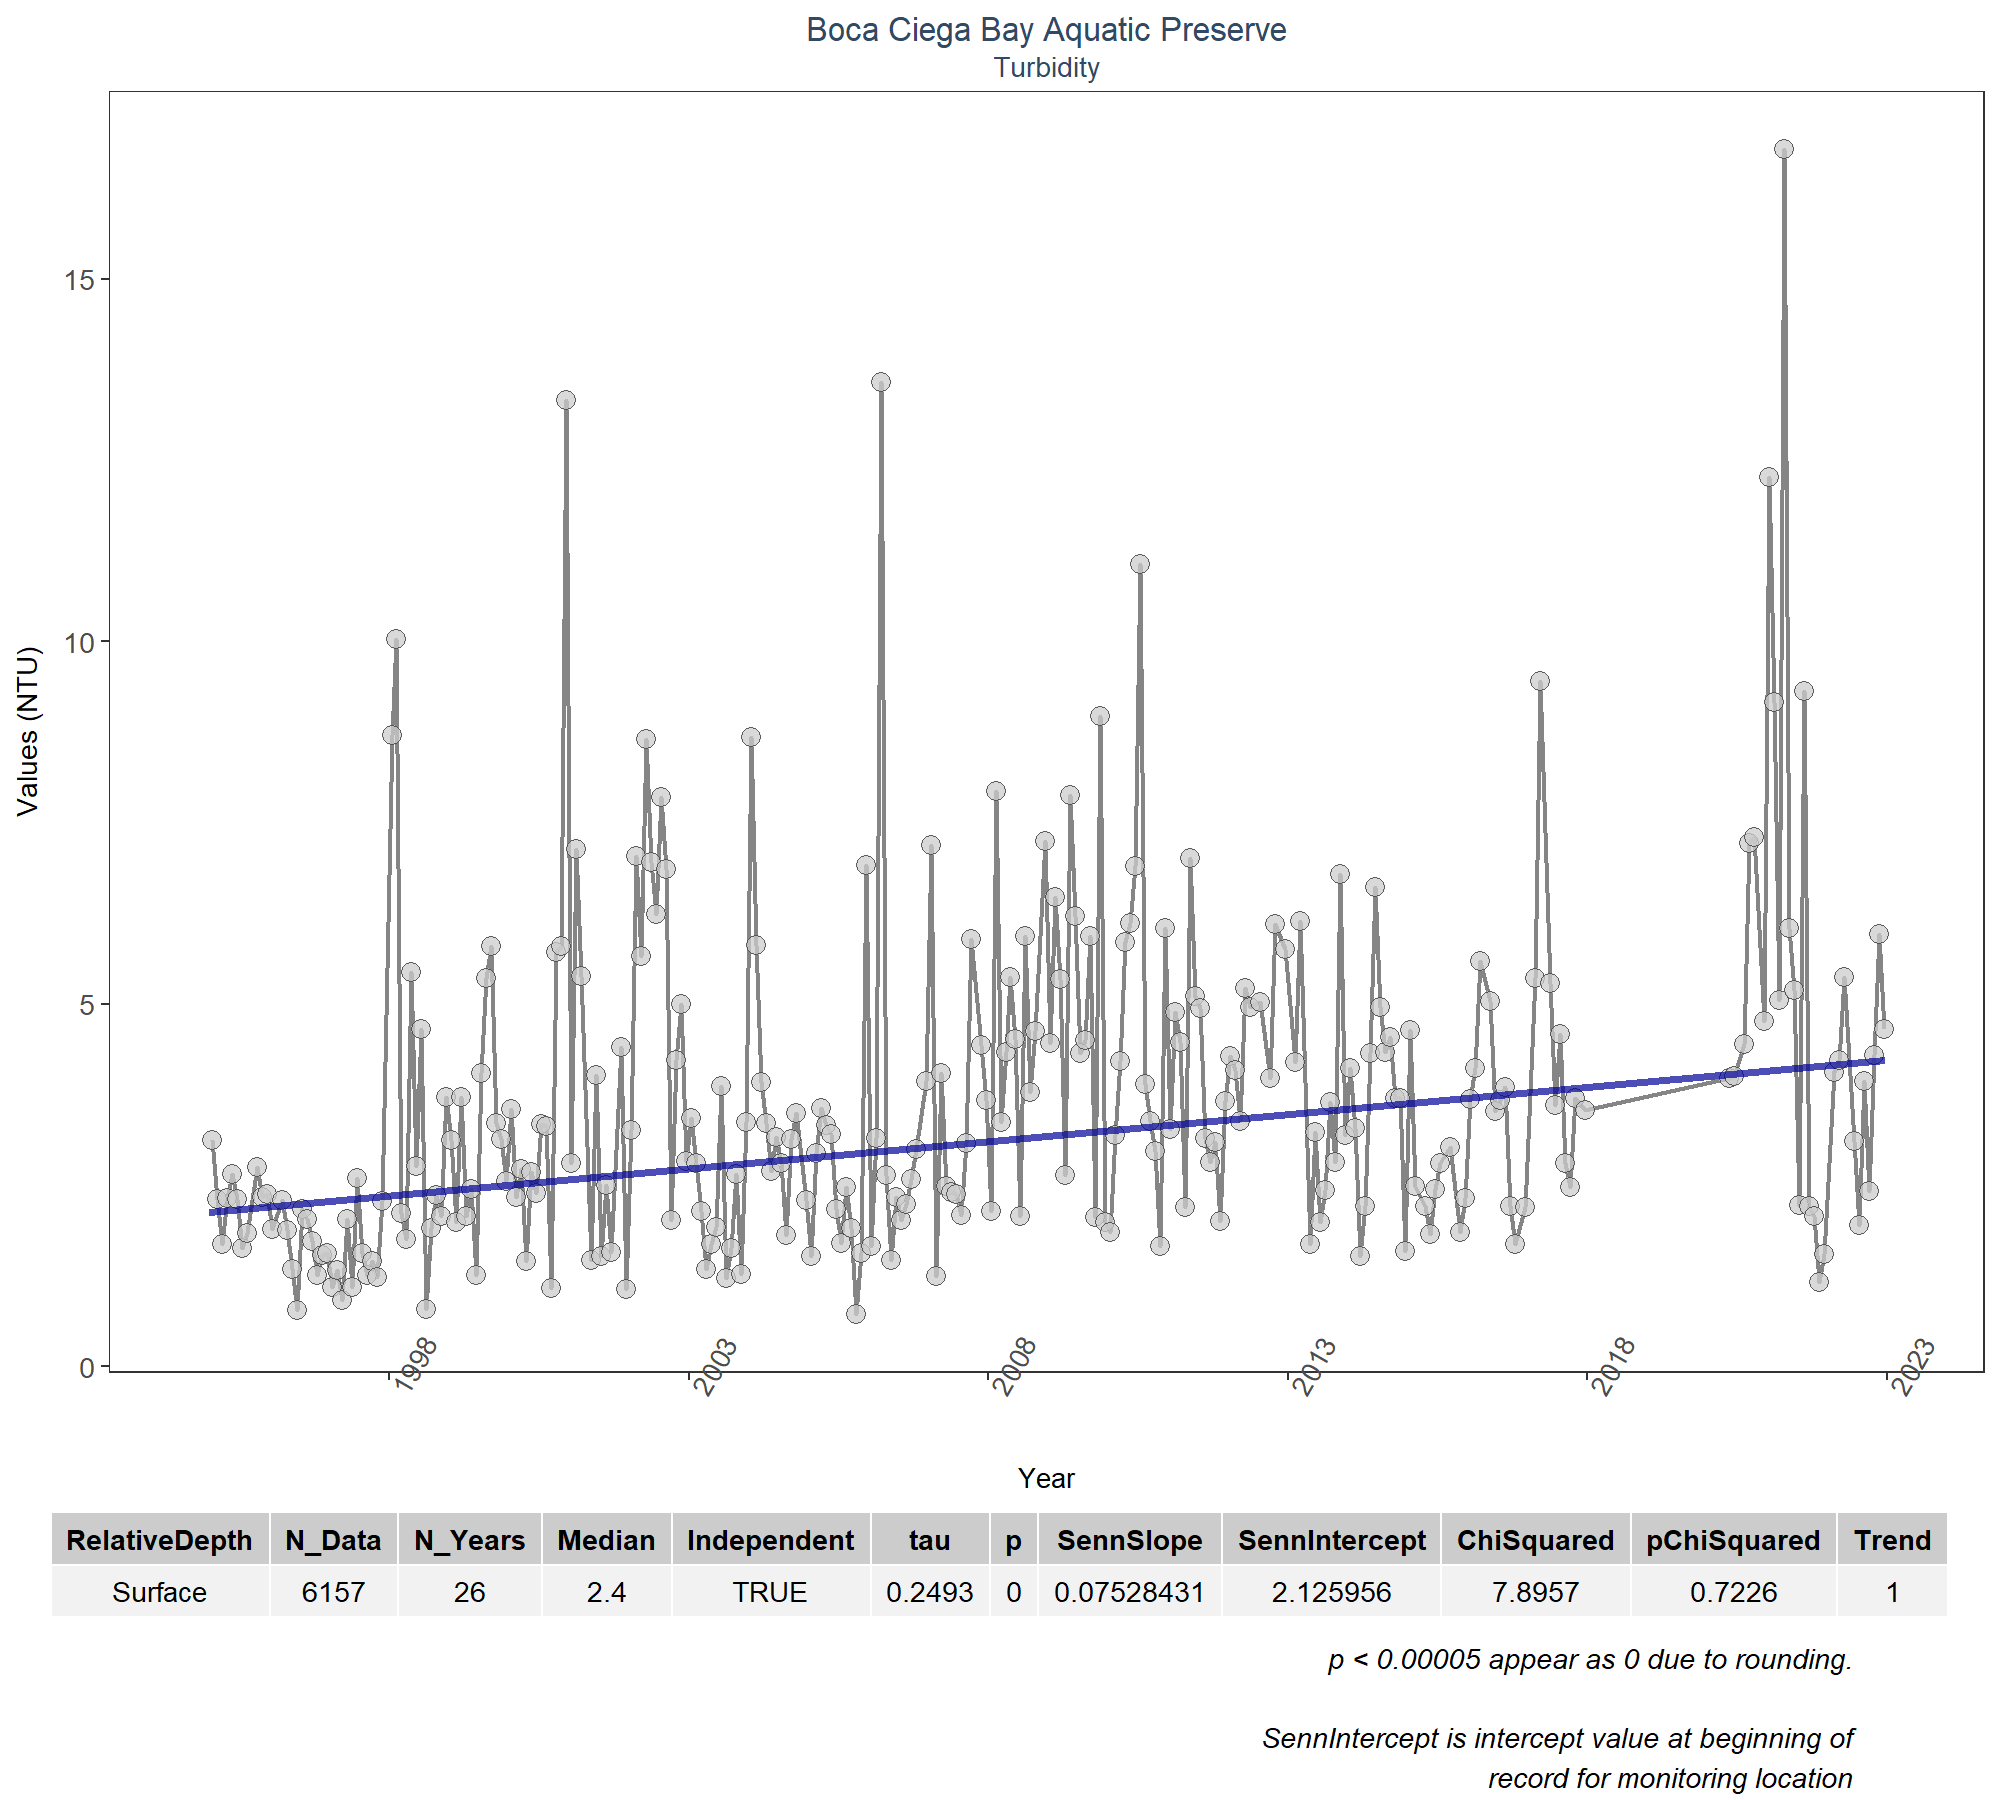 Boca Ciega Bay Aquatic Preserve
Turbidity
Values (NTU)
15
10
5
0
1998
2003
2008
2013
2018
2023
Year
RelativeDepth N_Data N_Years Median Independent tau p SennSlope SennIntercept ChiSquared pChiSquared Trend
Surface 6157 26 2.4 TRUE 0.2493 0 0.07528431 2.125956 7.8957 0.7226 1
p < 0.00005 appear as 0 due to rounding.
SennIntercept is intercept value at beginning of
record for monitoring location